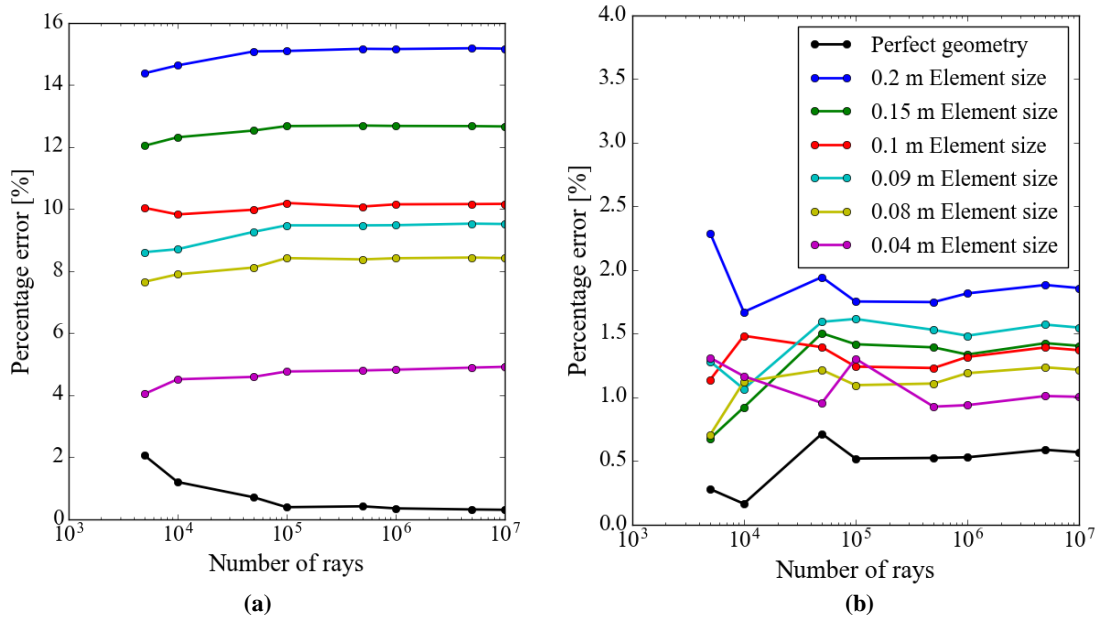 16
14
12
10
8
6
4
2
0
10³
10⁴
10⁵
10⁶
10⁷
Percentage error [%]
Number of rays
(a)
4.0
3.5
3.0
2.5
2.0
1.5
1.0
0.5
0.0
10³
10⁴
10⁵
10⁶
10⁷
Percentage error [%]
Number of rays
Perfect geometry
0.2 m Element size
0.15 m Element size
0.1 m Element size
0.09 m Element size
0.08 m Element size
0.04 m Element size
(b)